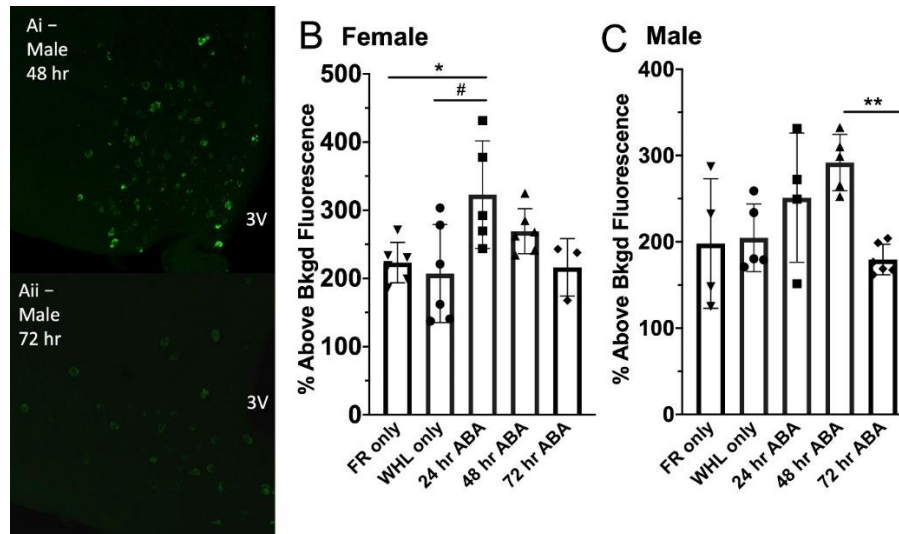 Ai –
Male
48 hr
3V
Aii –
Male
72 hr
3V
B Female
% Above Bkgd Fluorescence
500
400
300
200
100
0
*
#
FR only
WHL only
24 hr ABA
48 hr ABA
72 hr ABA
C Male
% Above Bkgd Fluorescence
400
300
200
100
0
**
FR only
WHL only
24 hr ABA
48 hr ABA
72 hr ABA